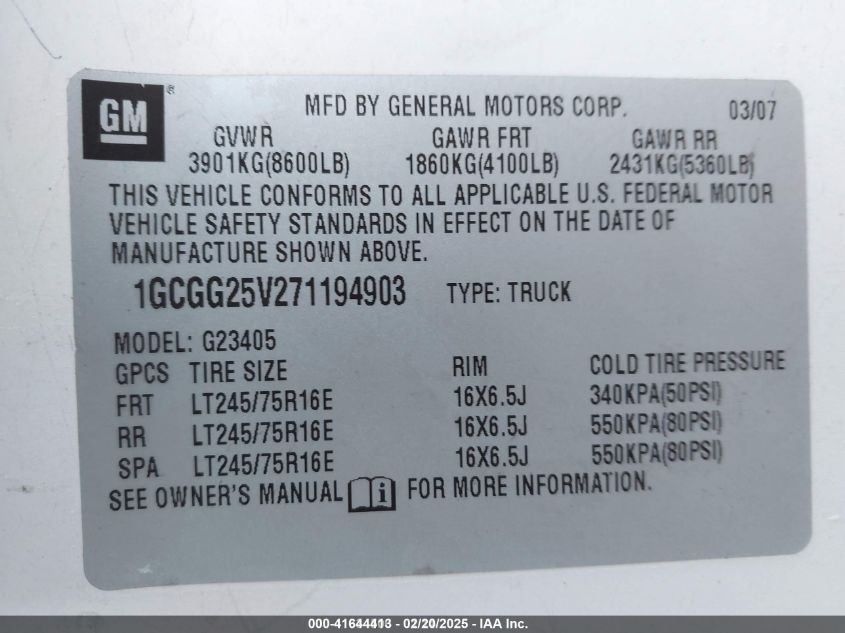 GM®
MFD BY GENERAL MOTORS CORP. 03/07
GVWR GAWR FRT GAWR RR
3901KG(8600LB) 1860KG(4100LB) 2431KG(5360LB)
THIS VEHICLE CONFORMS TO ALL APPLICABLE U.S. FEDERAL MOTOR
VEHICLE SAFETY STANDARDS IN EFFECT ON THE DATE OF
MANUFACTURE SHOWN ABOVE.
1GCGG25V271194903 TYPE: TRUCK
MODEL: G23405
GPCS TIRE SIZE RIM COLD TIRE PRESSURE
FRT LT245/75R16E 16X6.5J 340KPA(50PSI)
RR LT245/75R16E 16X6.5J 550KPA(80PSI)
SPA LT245/75R16E 16X6.5J 550KPA(80PSI)
SEE OWNER'S MANUAL i FOR MORE INFORMATION.
000-41644413 - 02/20/2025 - IAA Inc.